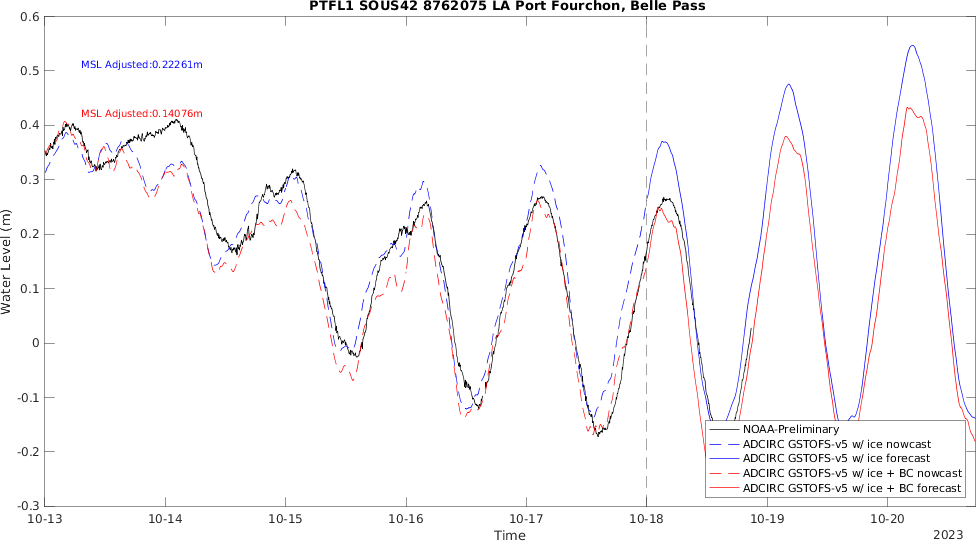 PTFL1 SOUS42 8762075 LA Port Fourchon, Belle Pass
0.6
0.5
0.4
0.3
0.2
0.1
0
-0.1
-0.2
-0.3
Water Level (m)
MSL Adjusted:0.22261m
MSL Adjusted:0.14076m
NOAA-Preliminary
ADCIRC GSTOFS-v5 w/ ice nowcast
ADCIRC GSTOFS-v5 w/ ice forecast
ADCIRC GSTOFS-v5 w/ ice + BC nowcast
ADCIRC GSTOFS-v5 w/ ice + BC forecast
10-13 10-14 10-15 10-16 10-17 10-18 10-19 10-20
Time
2023